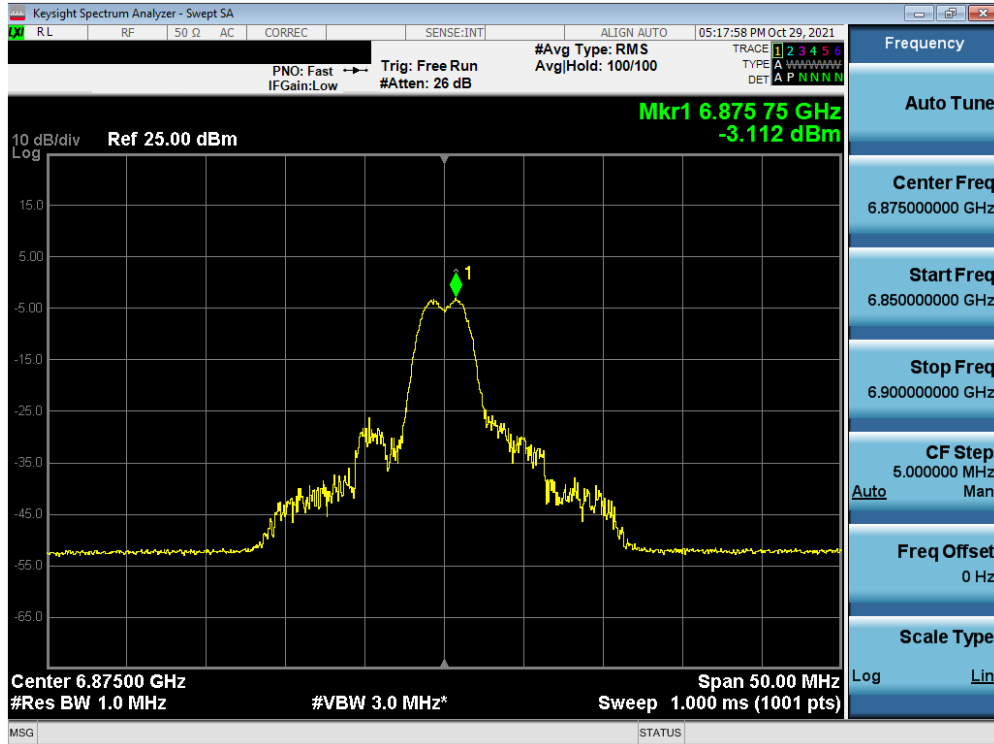 Keysight Spectrum Analyzer - Swept SA
LXI RL RF 50 Ω AC CORREC SENSE:INT ALIGN AUTO 05:17:58 PM Oct 29, 2021
PNO: Fast
IFGain:Low
Trig: Free Run
#Atten: 26 dB
#Avg Type: RMS
Avg|Hold: 100/100
TRACE 1 2 3 4 5 6
TYPE A WWWWW
DET A P N N N N
Mkr1 6.875 75 GHz
-3.112 dBm
10 dB/div Ref 25.00 dBm
Log
15.0
5.00
-5.00
-15.0
-25.0
-35.0
-45.0
-55.0
-65.0
1
Center 6.87500 GHz Span 50.00 MHz
#Res BW 1.0 MHz #VBW 3.0 MHz* Sweep 1.000 ms (1001 pts)
MSG STATUS
Frequency
Auto Tune
Center Freq
6.875000000 GHz
Start Freq
6.850000000 GHz
Stop Freq
6.900000000 GHz
CF Step
5.000000 MHz
Auto Man
Freq Offset
0 Hz
Scale Type
Log Lin